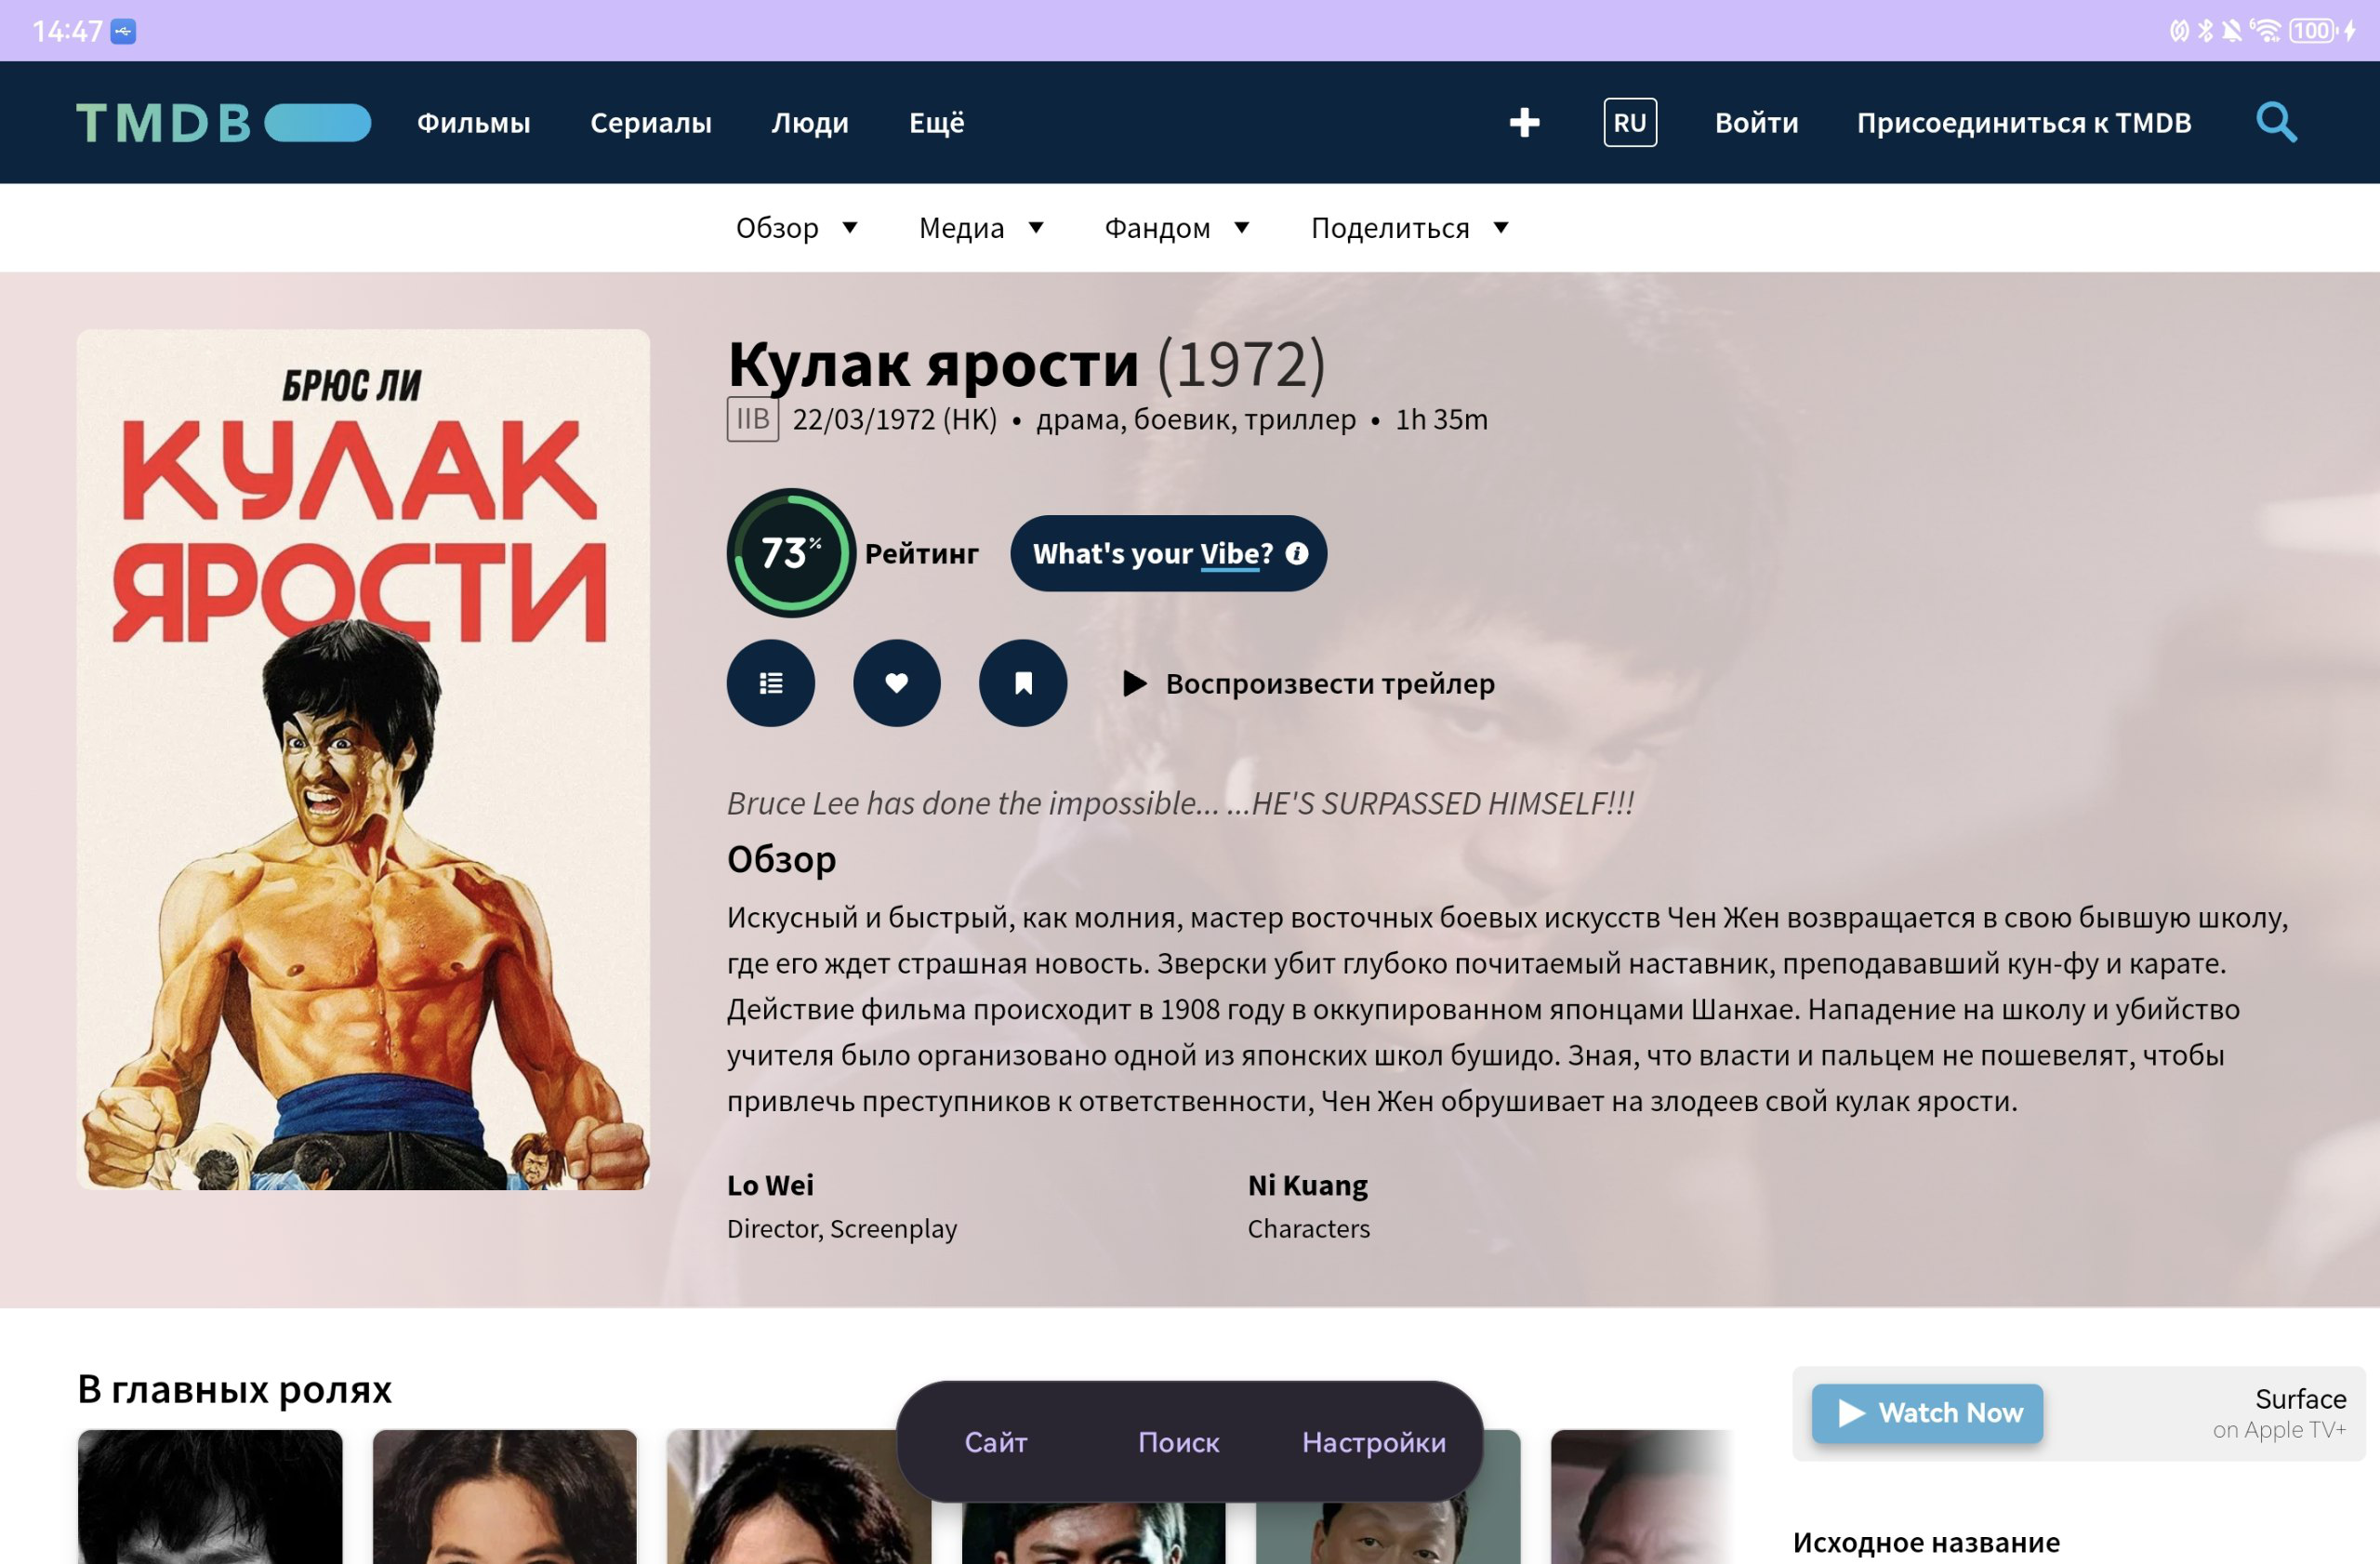 14:47
6
100
TMDB
Фильмы
Сериалы
Люди
Ещё
RU
Войти
Присоединиться к TMDB
Обзор
Медиа
Фандом
Поделиться
БРЮС ЛИ
КУЛАК
ЯРОСТИ
Кулак ярости (1972)
IIB 22/03/1972 (HK) • драма, боевик, триллер • 1h 35m
73%
Рейтинг
What's your Vibe?
Воспроизвести трейлер
Bruce Lee has done the impossible... ...HE'S SURPASSED HIMSELF!!!
Обзор
Искусный и быстрый, как молния, мастер восточных боевых искусств Чен Жен возвращается в свою бывшую школу,
где его ждет страшная новость. Зверски убит глубоко почитаемый наставник, преподававший кун-фу и карате.
Действие фильма происходит в 1908 году в оккупированном японцами Шанхае. Нападение на школу и убийство
учителя было организовано одной из японских школ бушидо. Зная, что власти и пальцем не пошевелят, чтобы
привлечь преступников к ответственности, Чен Жен обрушивает на злодеев свой кулак ярости.
Lo Wei
Director, Screenplay
Ni Kuang
Characters
В главных ролях
Сайт
Поиск
Настройки
Watch Now
Surface
on Apple TV+
Исходное название